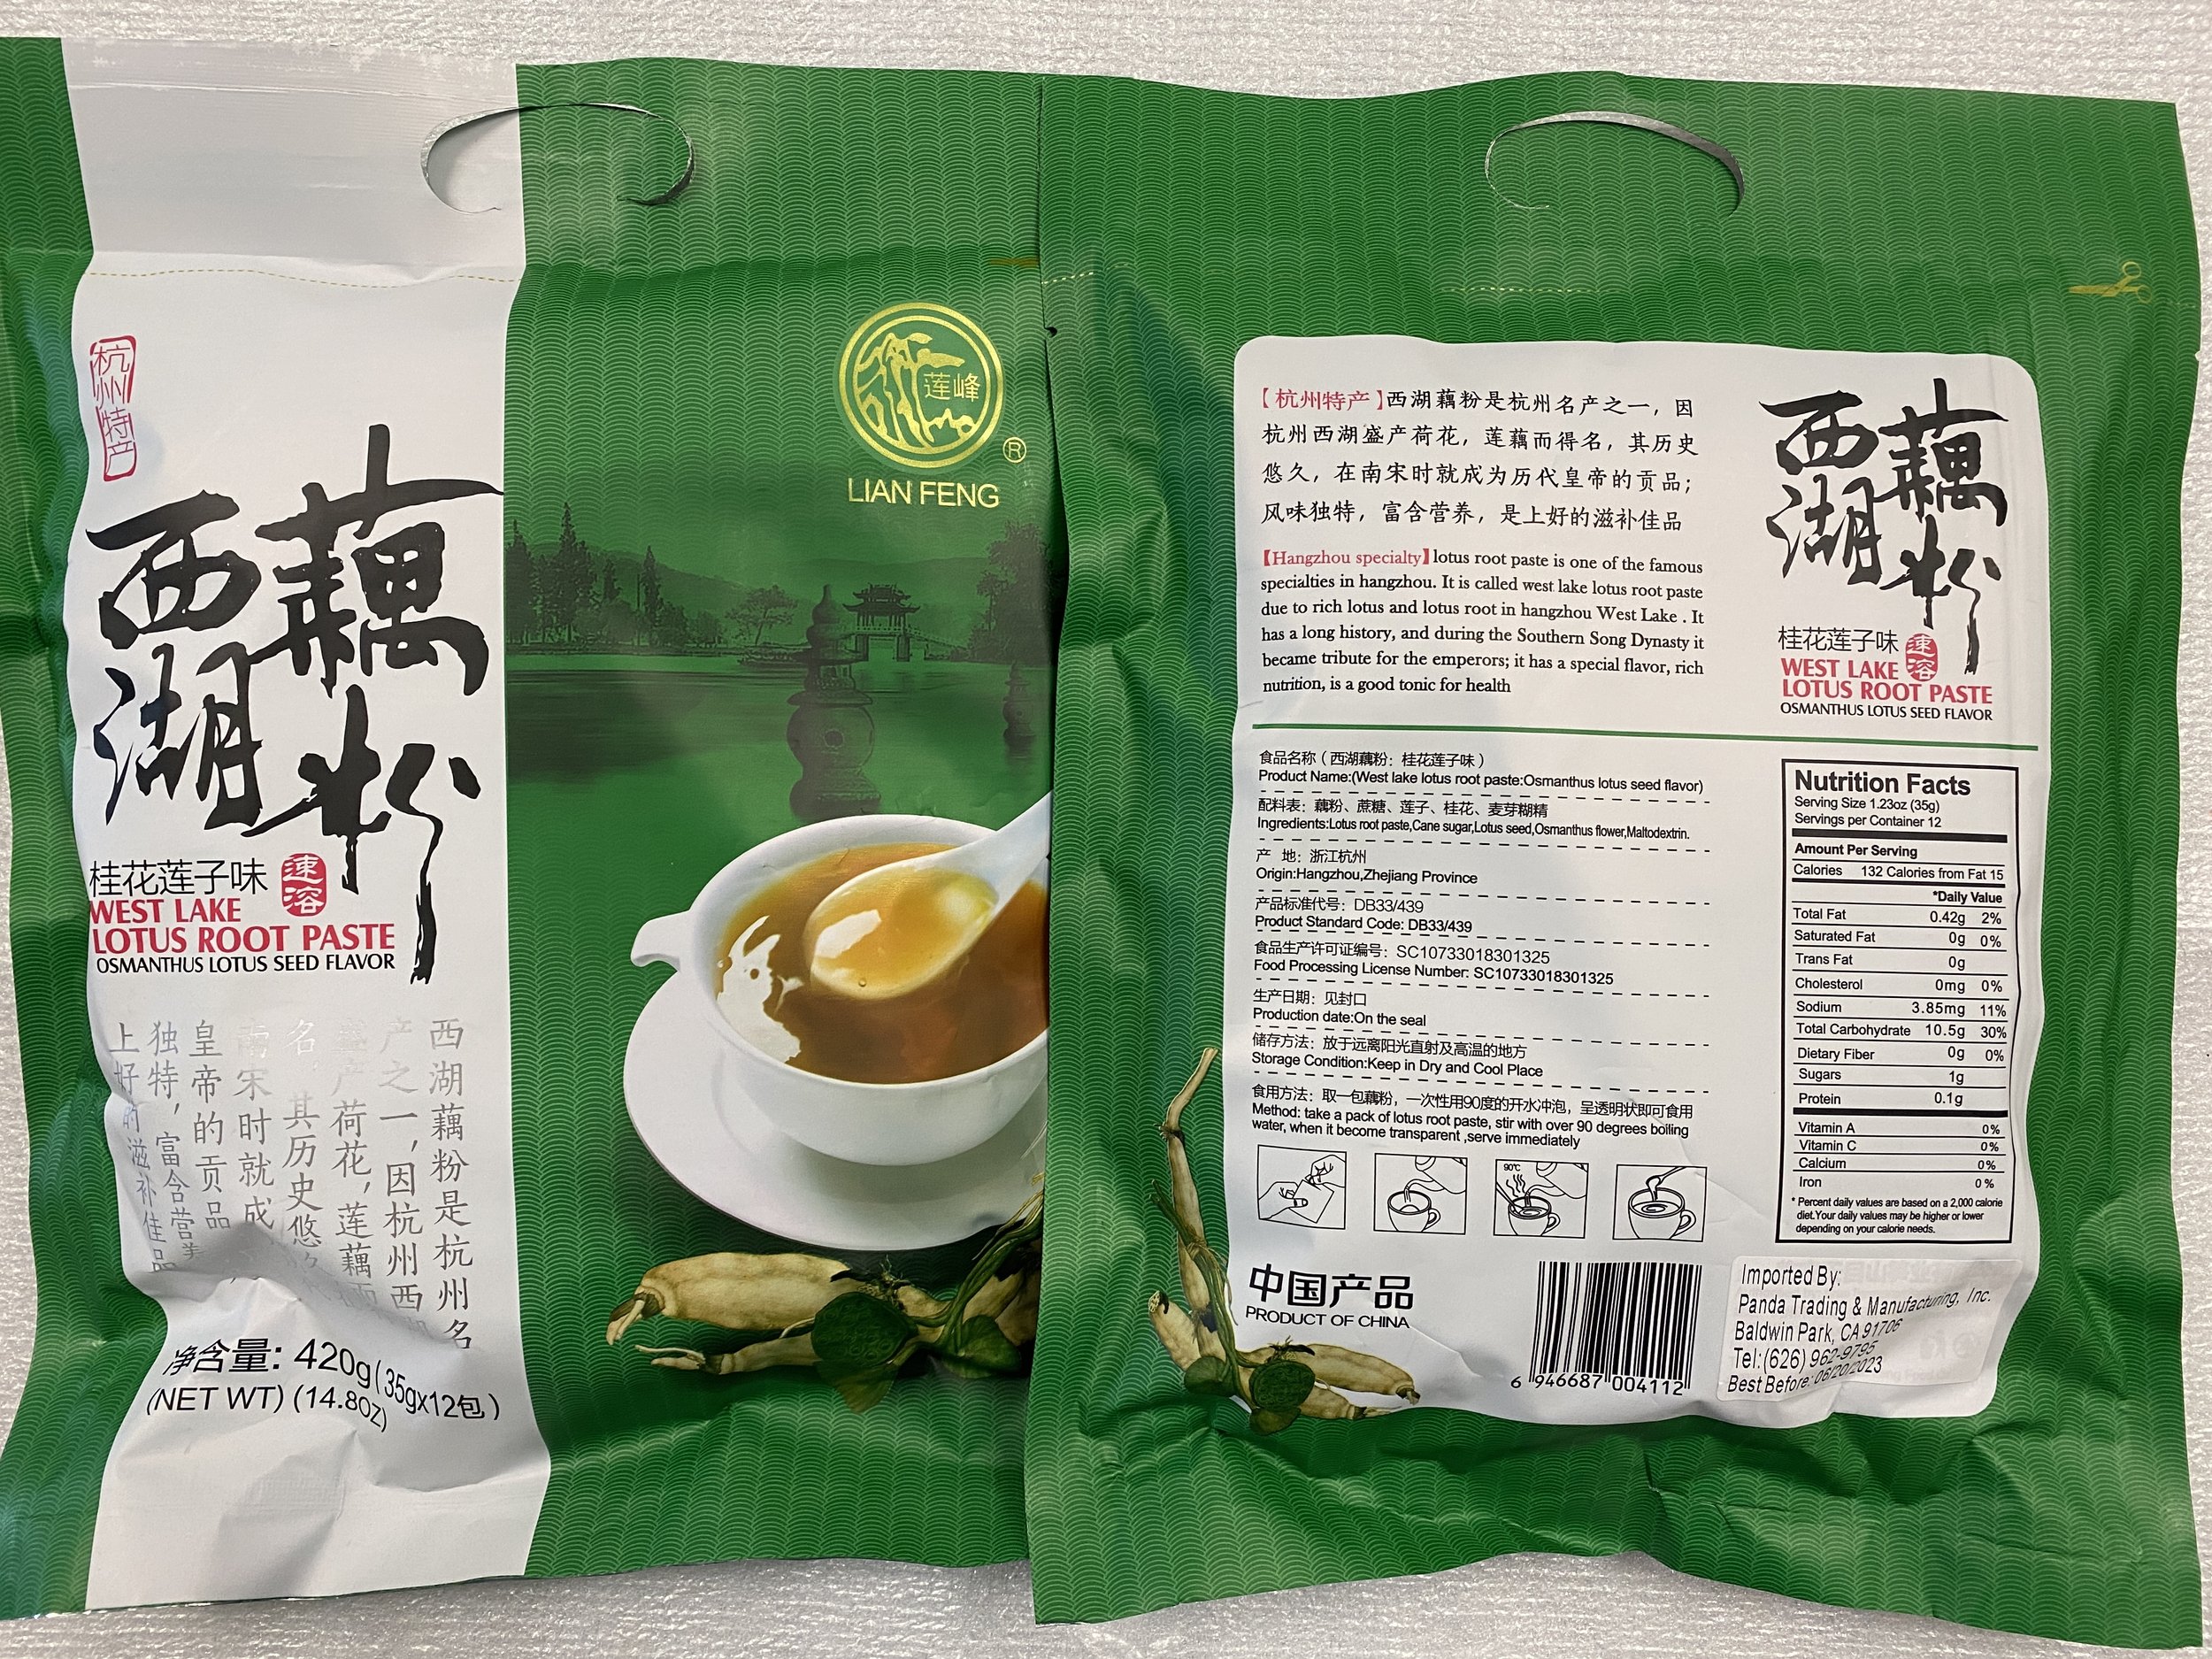 杭州特产
西湖
藕粉
桂花莲子味
速溶
WEST LAKE
LOTUS ROOT PASTE
OSMANTHUS LOTUS SEED FLAVOR
西湖藕粉是杭州名
产之一，因杭州西湖
盛产荷花，莲藕而
名，其历史悠久
南宋时就成
皇帝的贡品
独特，富含营养
上好的滋补佳品
净含量: 420g(35gx12包)
(NET WT) (14.8OZ)
莲峰
®
LIAN FENG
【杭州特产】西湖藕粉是杭州名产之一，因
杭州西湖盛产荷花，莲藕而得名，其历史
悠久，在南宋时就成为历代皇帝的贡品；
风味独特，富含营养，是上好的滋补佳品
【Hangzhou specialty】lotus root paste is one of the famous
specialties in hangzhou. It is called west lake lotus root paste
due to rich lotus and lotus root in hangzhou West Lake . It
has a long history, and during the Southern Song Dynasty it
became tribute for the emperors; it has a special flavor, rich
nutrition, is a good tonic for health
西湖
藕粉
桂花莲子味
速溶
WEST LAKE
LOTUS ROOT PASTE
OSMANTHUS LOTUS SEED FLAVOR
食品名称（西湖藕粉：桂花莲子味）
Product Name:(West lake lotus root paste:Osmanthus lotus seed flavor)
配料表：藕粉、蔗糖、莲子、桂花、麦芽糊精
Ingredients:Lotus root paste,Cane sugar,Lotus seed,Osmanthus flower,Maltodextrin.
产 地：浙江杭州
Origin:Hangzhou,Zhejiang Province
产品标准代号：DB33/439
Product Standard Code: DB33/439
食品生产许可证编号：SC10733018301325
Food Processing License Number: SC10733018301325
生产日期：见封口
Production date:On the seal
储存方法：放于远离阳光直射及高温的地方
Storage Condition:Keep in Dry and Cool Place
食用方法：取一包藕粉，一次性用90度的开水冲泡，呈透明状即可食用
Method: take a pack of lotus root paste, stir with over 90 degrees boiling
water, when it become transparent ,serve immediately
90℃
中国产品
PRODUCT OF CHINA
6 946687 004112
Nutrition Facts
Serving Size 1.23oz (35g)
Servings per Container 12
Amount Per Serving
Calories 132 Calories from Fat 15
*Daily Value
Total Fat 0.42g 2%
Saturated Fat 0g 0%
Trans Fat 0g
Cholesterol 0mg 0%
Sodium 3.85mg 11%
Total Carbohydrate 10.5g 30%
Dietary Fiber 0g 0%
Sugars 1g
Protein 0.1g
Vitamin A 0%
Vitamin C 0%
Calcium 0%
Iron 0%
* Percent daily values are based on a 2,000 calorie
diet.Your daily values may be higher or lower
depending on your calorie needs.
Imported By:
Panda Trading & Manufacturing, Inc.
Baldwin Park, CA 91706
Tel:(626) 962-9795
Best Before: 06/20/2023